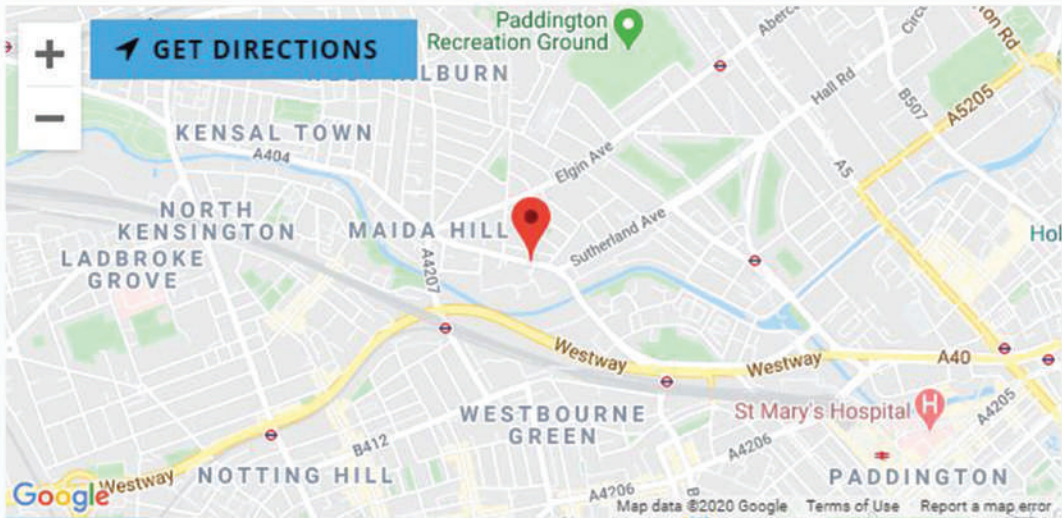 +
GET DIRECTIONS
−
Paddington
Recreation Ground
KILBURN
KENSAL TOWN
A404
Elgin Ave
Hall Rd
B507
A5205
A5
NORTH
KENSINGTON
MAIDA HILL
Sutherland Ave
LADBROKE
GROVE
A4207
Hol
Westway
Westway
A40
WESTBOURNE
GREEN
St Mary's Hospital
H
A4205
B412
A4206
NOTTING HILL
PADDINGTON
Westway
A4206
Google
Map data ©2020 Google
Terms of Use
Report a map error